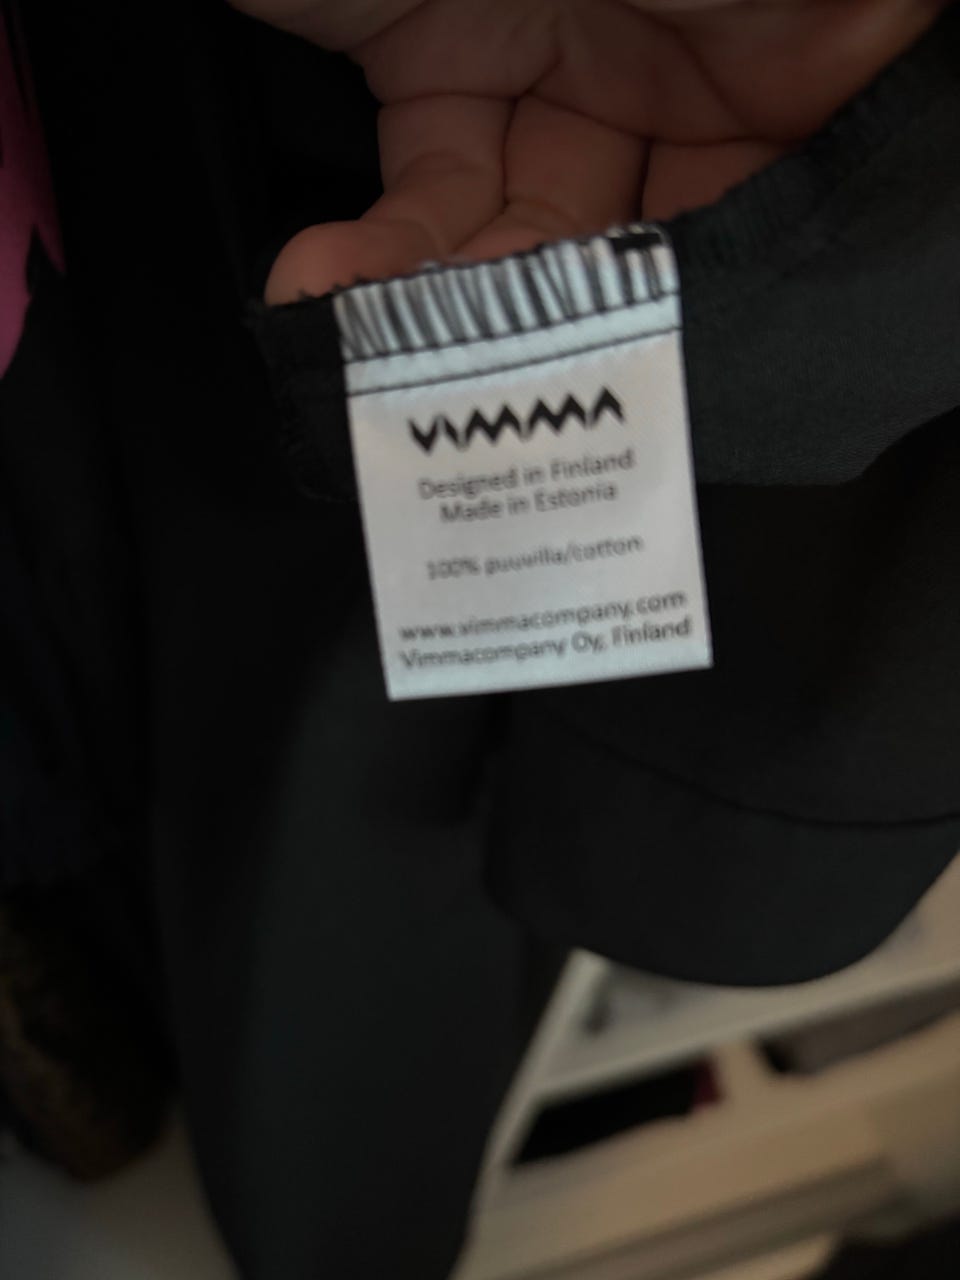 VIMMA
Designed in Finland
Made in Estonia
100% puuvilla/cotton
www.vimmacompany.com
Vimmacompany Oy, Finland